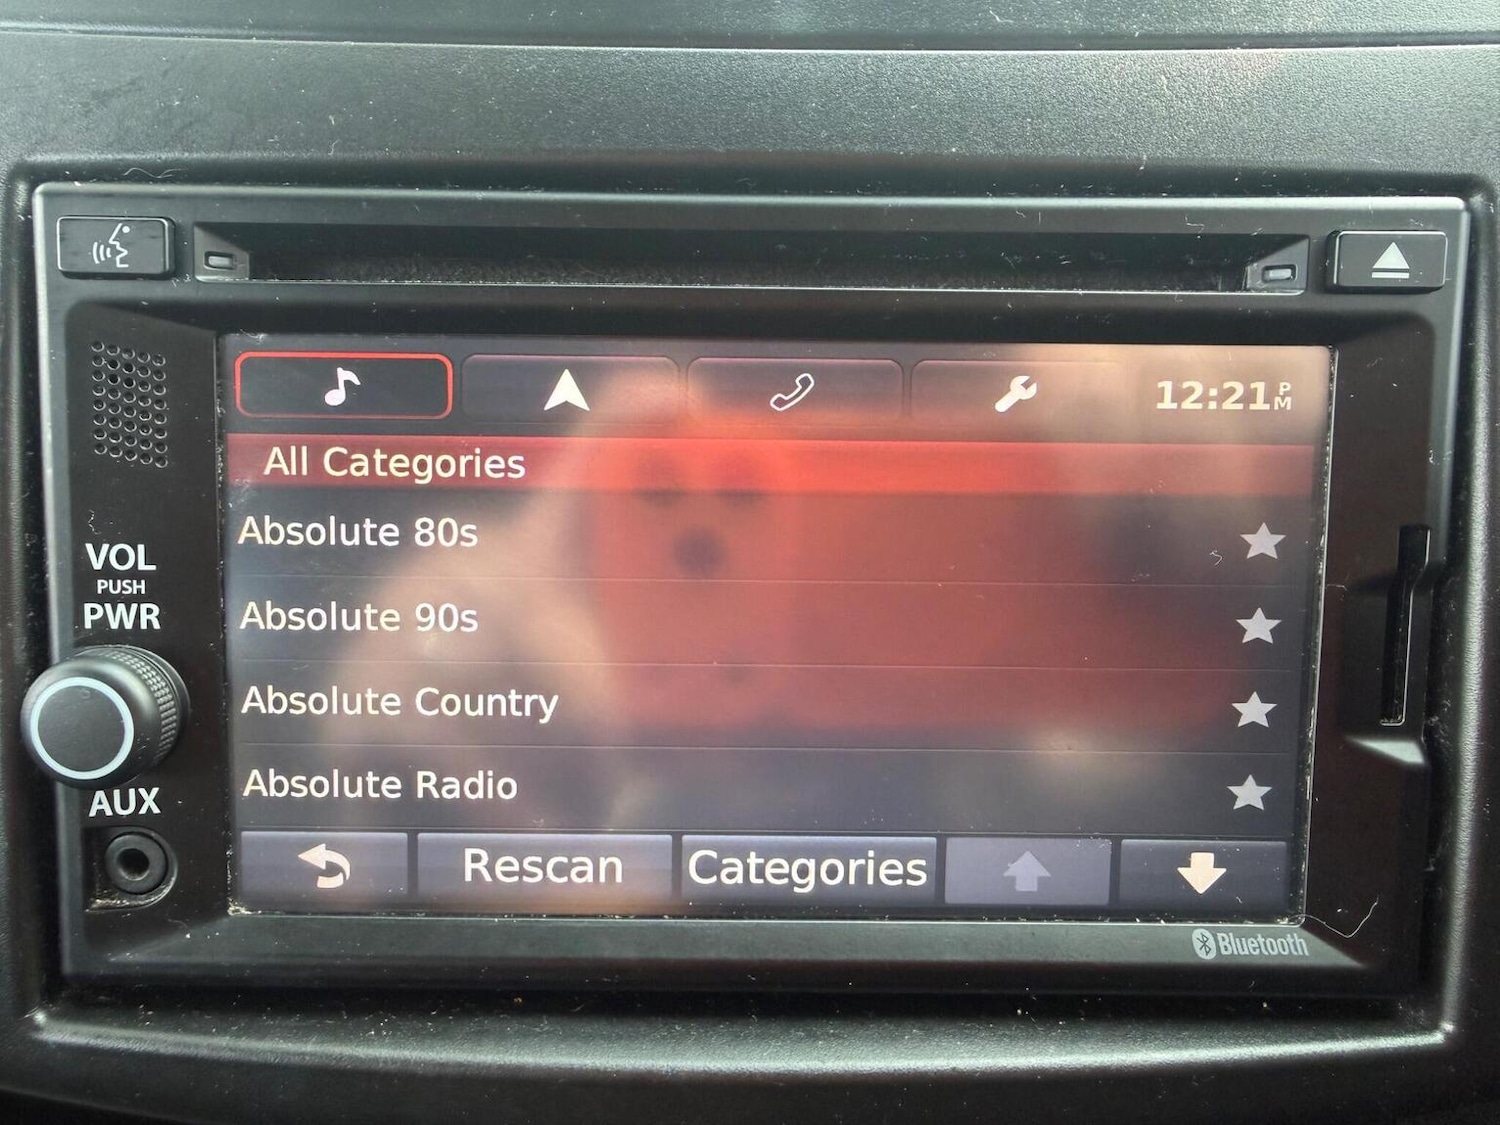 12:21PM
All Categories
Absolute 80s
Absolute 90s
Absolute Country
Absolute Radio
Rescan
Categories
VOL
PUSH
PWR
AUX
Bluetooth